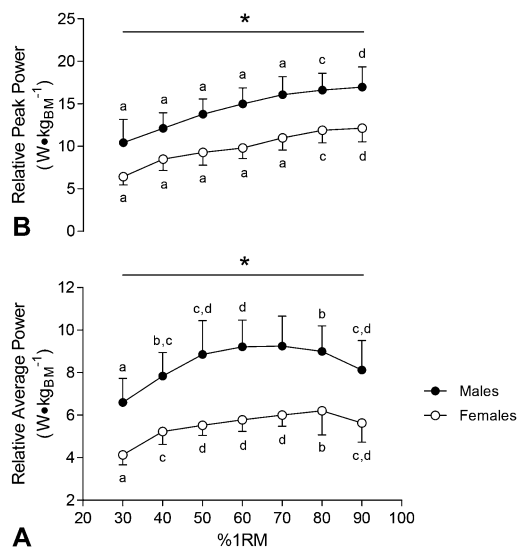 *
25
20
15
10
5
0
Relative Peak Power
(W•kgBM⁻¹)
a a a a a c d
a a a a a c d
B
*
12
10
8
6
4
2
Relative Average Power
(W•kgBM⁻¹)
a b,c c,d d b c,d
a c d d d b c,d
Males
Females
20 30 40 50 60 70 80 90 100
%1RM
A